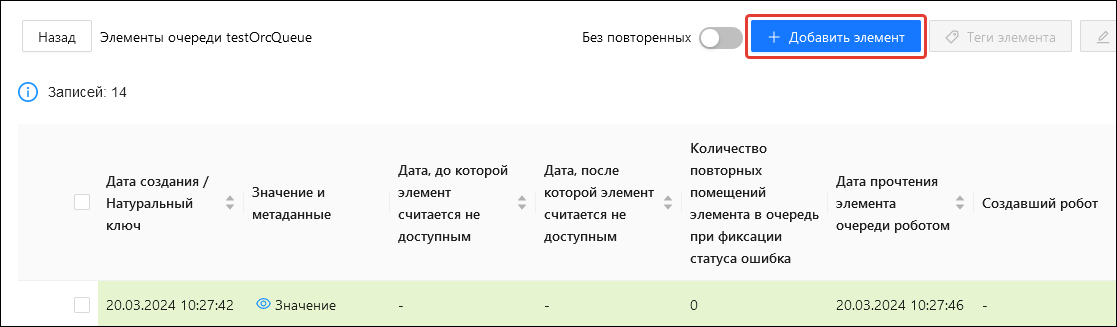 Назад Элементы очереди testOrcQueue Без повторенных Добавить элемент Теги элемента
Записей: 14
Дата создания / Натуральный ключ
Значение и метаданные
Дата, до которой элемент считается не доступным
Дата, после которой элемент считается не доступным
Количество повторных помещений элемента в очередь при фиксации статуса ошибка
Дата прочтения элемента очереди роботом
Создавший робот
20.03.2024 10:27:42 Значение - - 0 20.03.2024 10:27:46 -